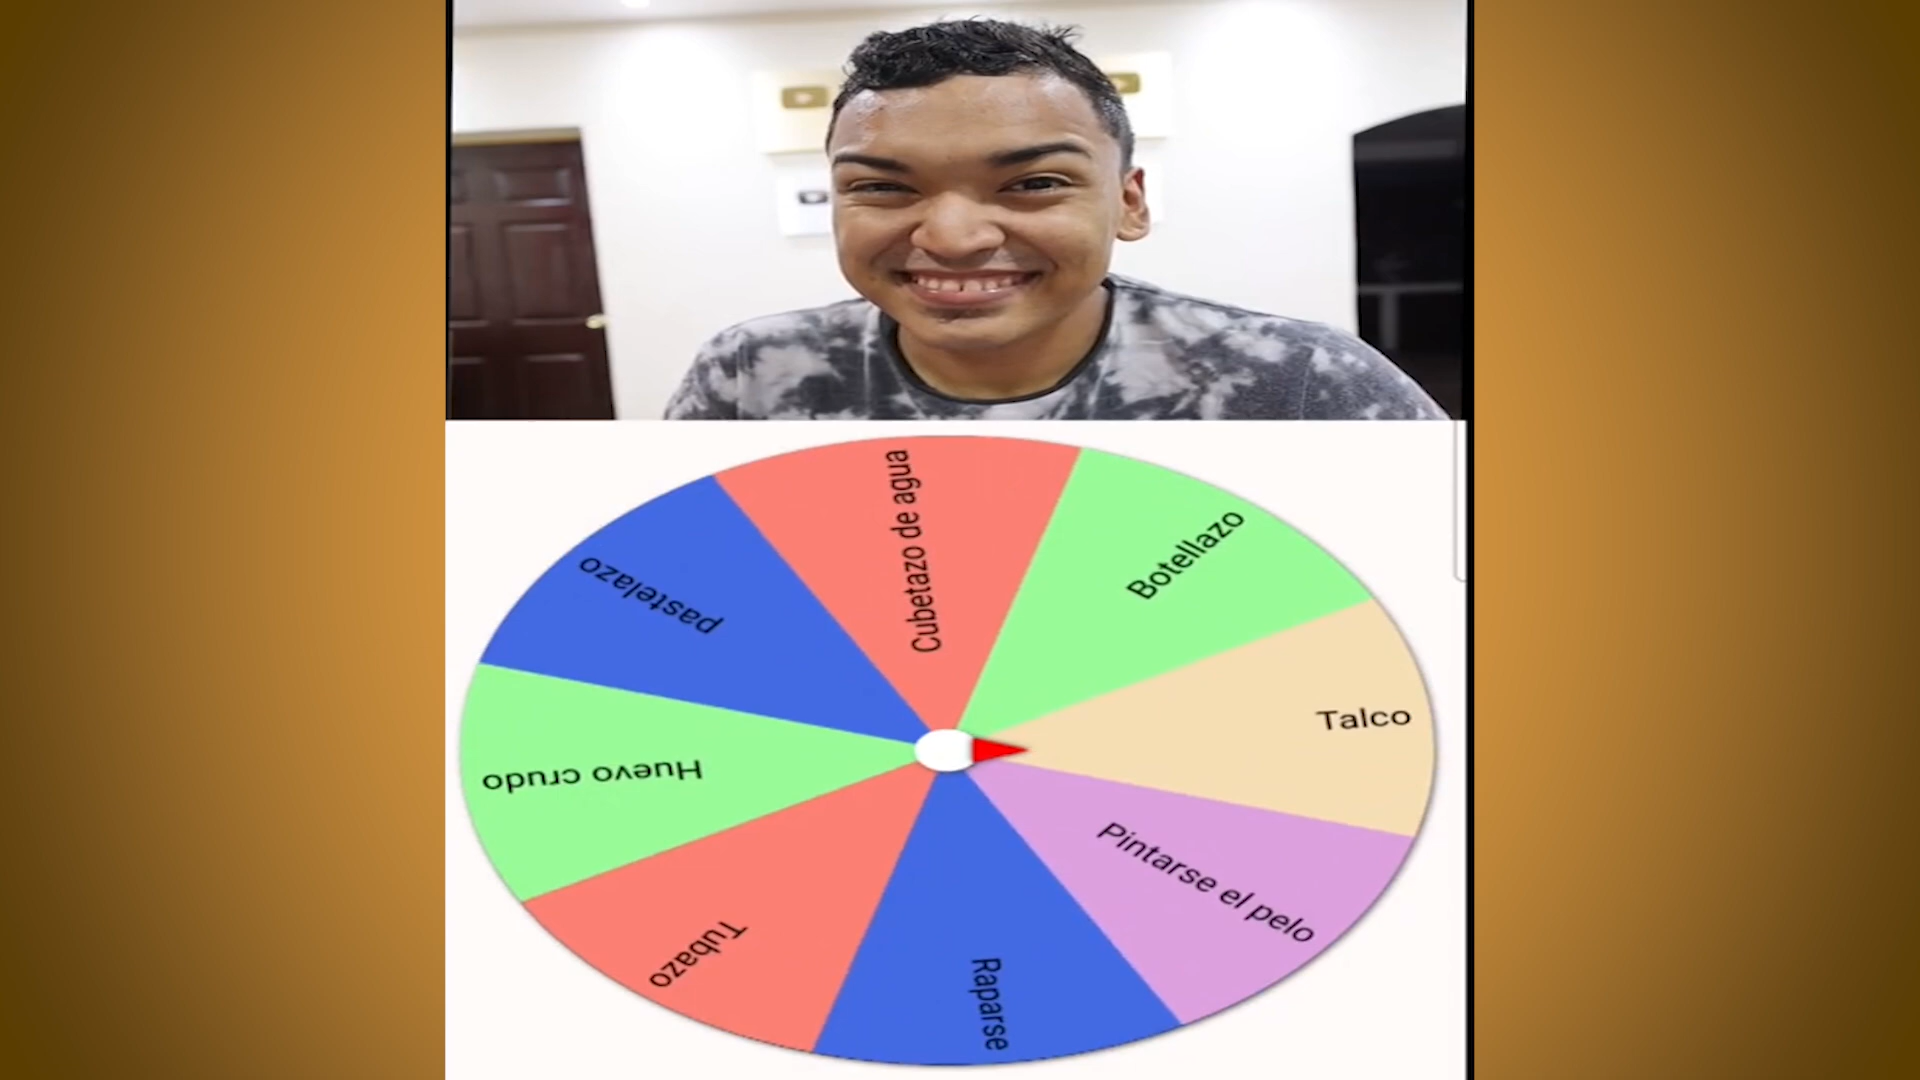 Cubetazo de agua
Botellazo
Talco
Pintarse el pelo
Raparse
Tubazo
Huevo crudo
pastelazo